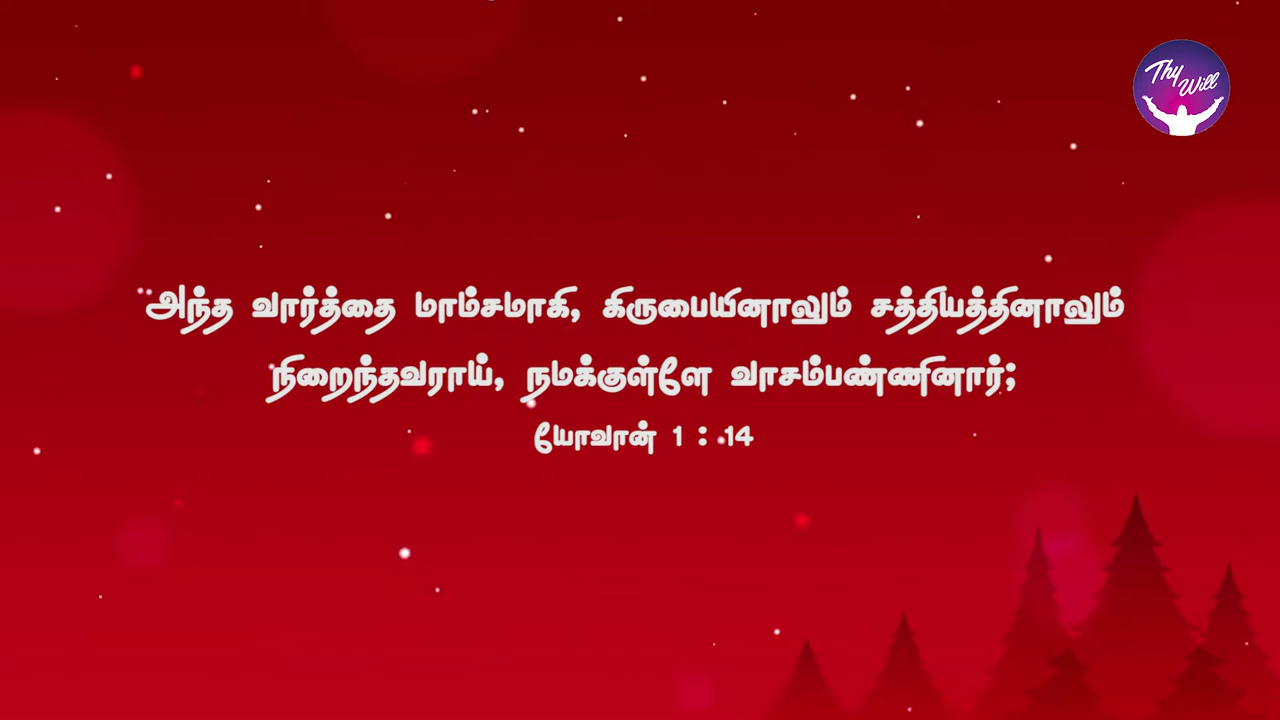 Thy Will
அந்த வார்த்தை மாம்சமாகி, கிருபையினாலும் சத்தியத்தினாலும்
நிறைந்தவராய், நமக்குள்ளே வாசம்பண்ணினார்;
யோவான் 1 : 14